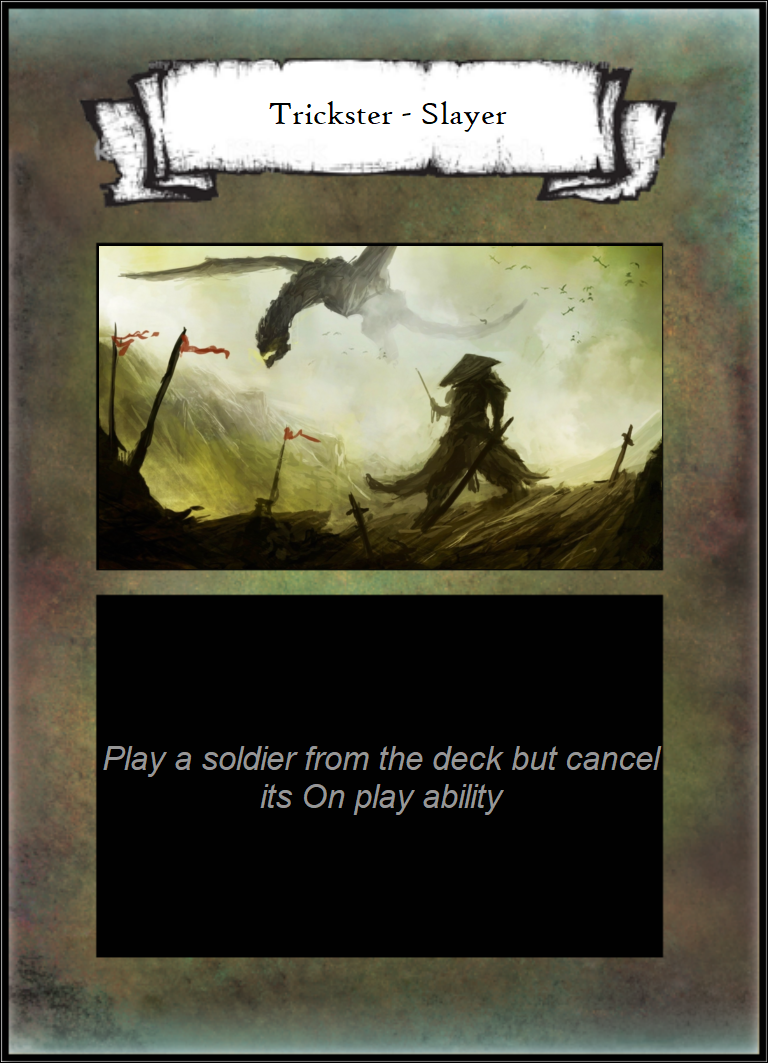 Trickster - Slayer
Play a soldier from the deck but cancel
its On play ability